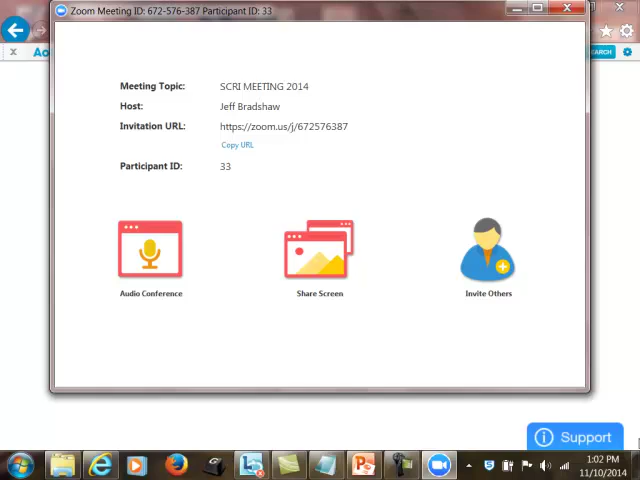 Zoom Meeting ID: 672-576-387 Participant ID: 33
X
Ao
EARCH
Meeting Topic: SCRI MEETING 2014
Host: Jeff Bradshaw
Invitation URL: https://zoom.us/j/672576387
Copy URL
Participant ID: 33
Audio Conference Share Screen Invite Others
Support
1:02 PM
11/10/2014